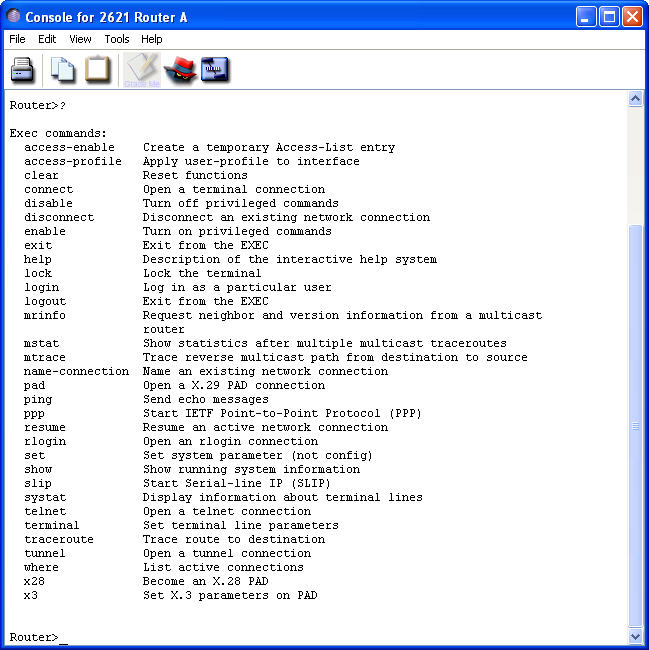 Console for 2621 Router A
File Edit View Tools Help
Grade Me
Router>?
Exec commands:
access-enable Create a temporary Access-List entry
access-profile Apply user-profile to interface
clear Reset functions
connect Open a terminal connection
disable Turn off privileged commands
disconnect Disconnect an existing network connection
enable Turn on privileged commands
exit Exit from the EXEC
help Description of the interactive help system
lock Lock the terminal
login Log in as a particular user
logout Exit from the EXEC
mrinfo Request neighbor and version information from a multicast
router
mstat Show statistics after multiple multicast traceroutes
mtrace Trace reverse multicast path from destination to source
name-connection Name an existing network connection
pad Open a X.29 PAD connection
ping Send echo messages
ppp Start IETF Point-to-Point Protocol (PPP)
resume Resume an active network connection
rlogin Open an rlogin connection
set Set system parameter (not config)
show Show running system information
slip Start Serial-line IP (SLIP)
systat Display information about terminal lines
telnet Open a telnet connection
terminal Set terminal line parameters
traceroute Trace route to destination
tunnel Open a tunnel connection
where List active connections
x28 Become an X.28 PAD
x3 Set X.3 parameters on PAD
Router>_